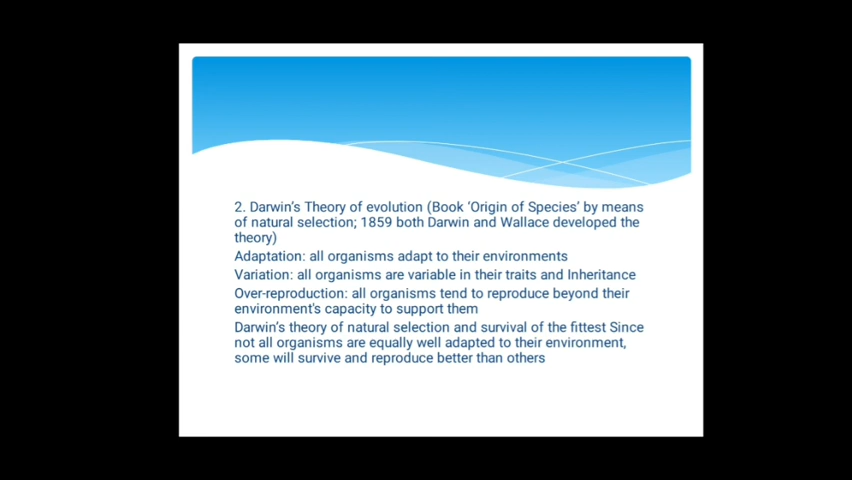 2. Darwin's Theory of evolution (Book 'Origin of Species' by means
of natural selection; 1859 both Darwin and Wallace developed the
theory)
Adaptation: all organisms adapt to their environments
Variation: all organisms are variable in their traits and Inheritance
Over-reproduction: all organisms tend to reproduce beyond their
environment's capacity to support them
Darwin's theory of natural selection and survival of the fittest Since
not all organisms are equally well adapted to their environment,
some will survive and reproduce better than others